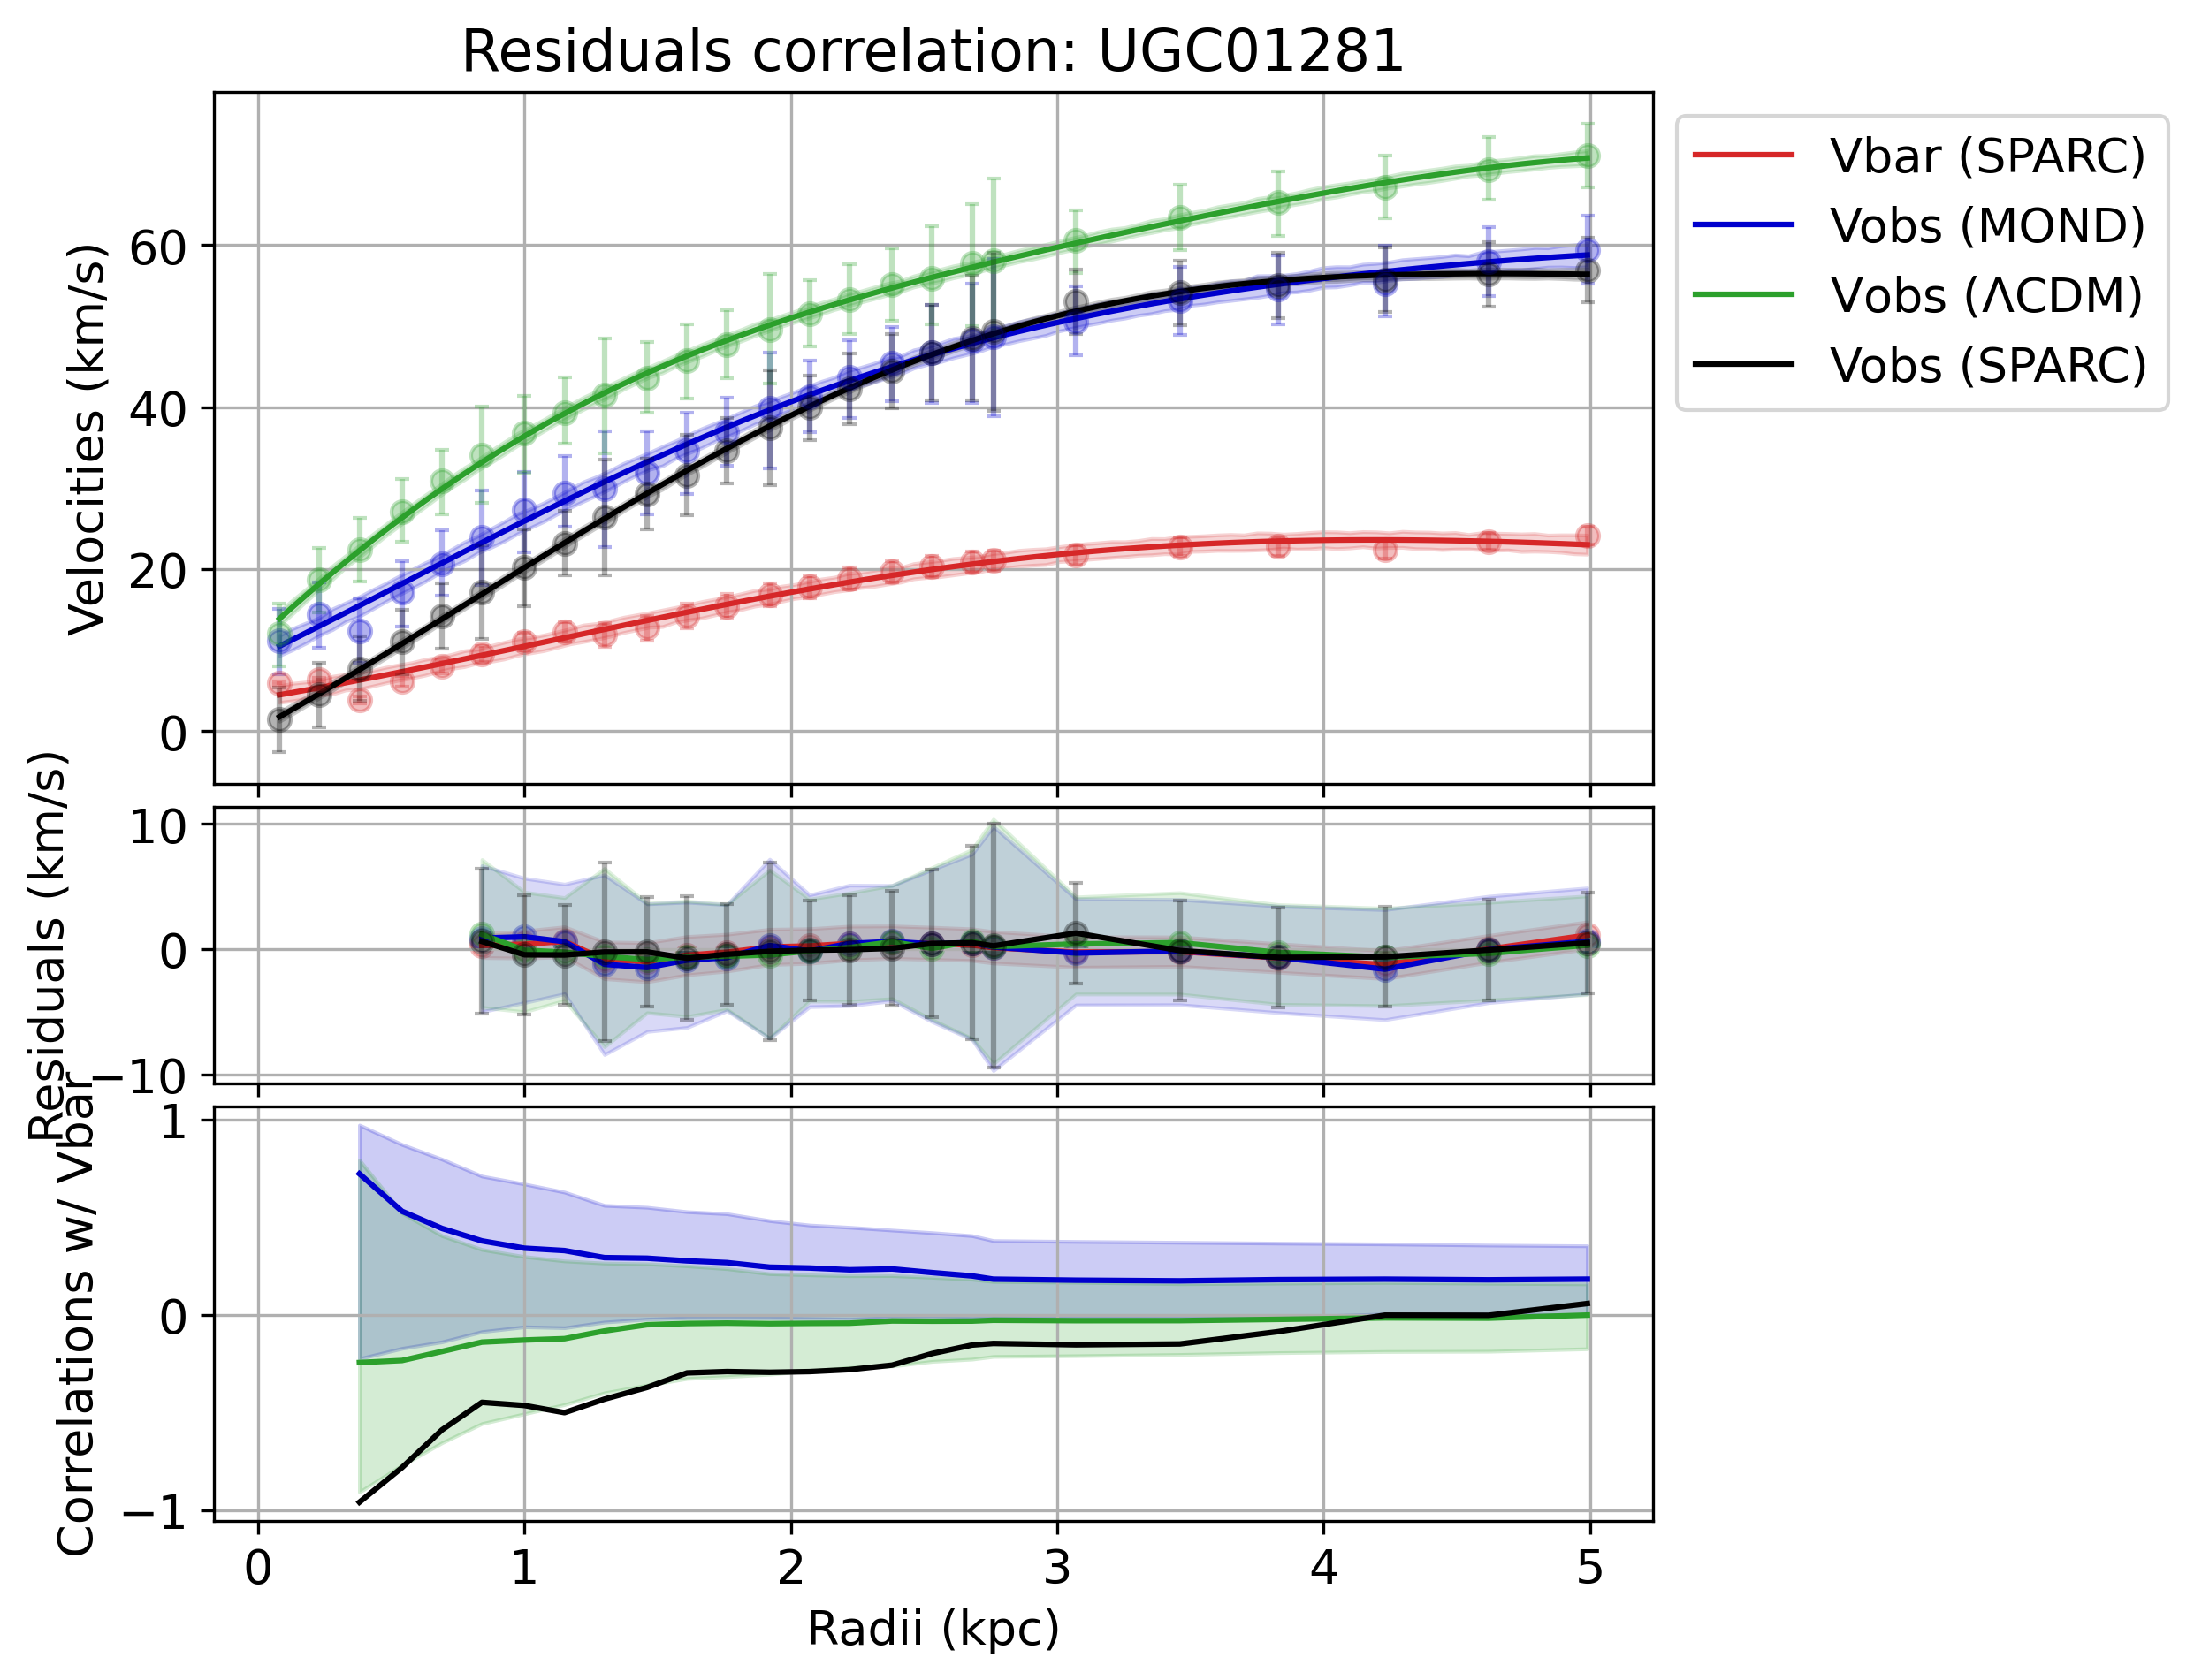 Residuals correlation: UGC01281
Velocities (km/s)
60
40
20
0
Vbar (SPARC)
Vobs (MOND)
Vobs (ΛCDM)
Vobs (SPARC)
Residuals (km/s)
10
0
−10
Correlations w/ Vbar
1
0
−1
0 1 2 3 4 5
Radii (kpc)